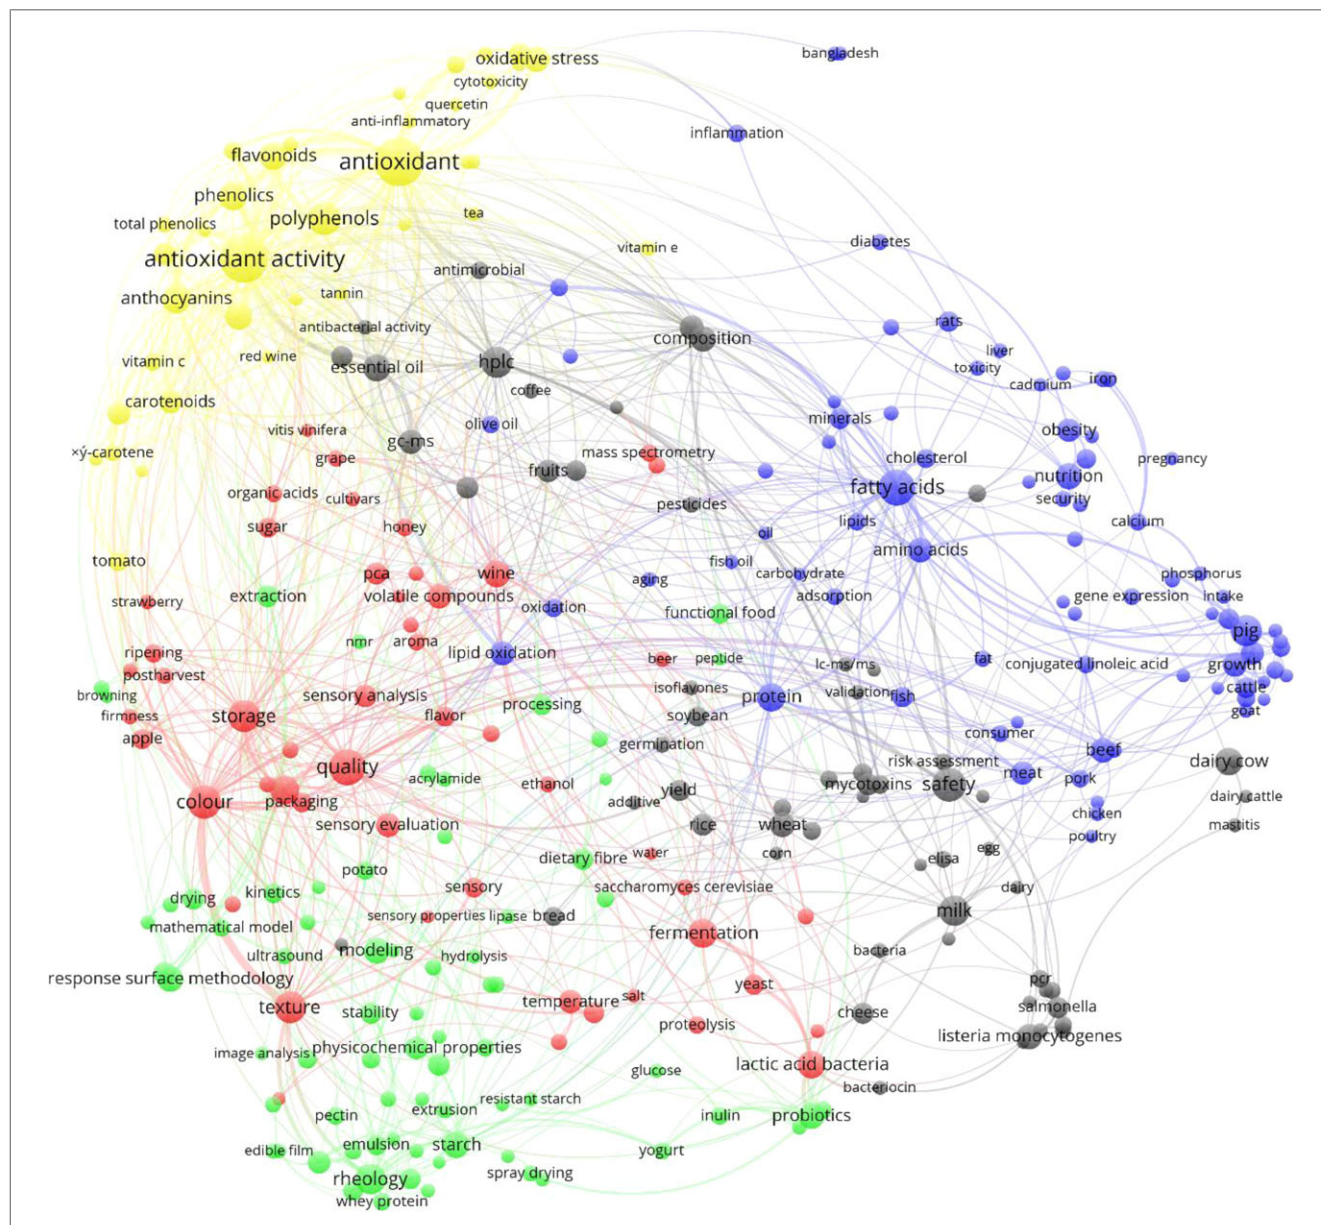 bangladesh
oxidative stress
cytotoxicity
quercetin
anti-inflammatory
inflammation
flavonoids
antioxidant
phenolics
total phenolics
polyphenols
tea
vitamin e
diabetes
antioxidant activity
antimicrobial
anthocyanins
tannin
antibacterial activity
composition
rats
vitamin c
red wine
essential oil
hplc
liver
toxicity
coffee
cadmium
iron
carotenoids
vitis vinifera
olive oil
minerals
obesity
gc-ms
×ý-carotene
grape
mass spectrometry
cholesterol
pregnancy
fruits
nutrition
organic acids
cultivars
fatty acids
security
pesticides
sugar
honey
lipids
calcium
oil
amino acids
tomato
fish oil
pca
wine
aging
carbohydrate
phosphorus
strawberry
extraction
volatile compounds
adsorption
gene expression
intake
oxidation
functional food
nmr
aroma
pig
ripening
lipid oxidation
beer
peptide
lc-ms/ms
fat
conjugated linoleic acid
growth
postharvest
browning
sensory analysis
isoflavones
validation
fish
protein
cattle
processing
firmness
storage
flavor
soybean
goat
apple
germination
consumer
beef
quality
risk assessment
dairy cow
acrylamide
ethanol
mycotoxins
safety
meat
pork
colour
packaging
additive
yield
dairy cattle
sensory evaluation
rice
wheat
chicken
mastitis
poultry
water
corn
egg
dietary fibre
elisa
potato
drying
kinetics
sensory
saccharomyces cerevisiae
dairy
sensory properties
lipase
bread
milk
mathematical model
fermentation
modeling
bacteria
ultrasound
hydrolysis
response surface methodology
yeast
pcr
texture
temperature
salt
stability
cheese
salmonella
proteolysis
listeria monocytogenes
image analysis
physicochemical properties
lactic acid bacteria
glucose
bacteriocin
resistant starch
pectin
extrusion
inulin
probiotics
edible film
emulsion
starch
yogurt
rheology
spray drying
whey protein